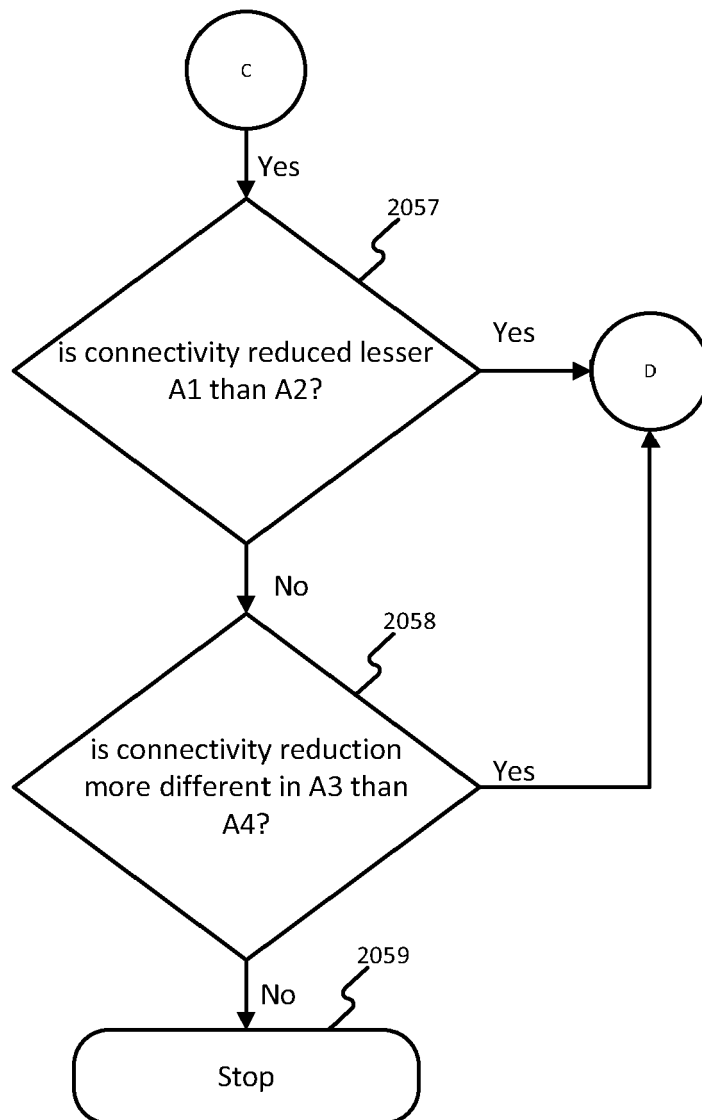 C
Yes
2057
is connectivity reduced lesser
A1 than A2?
Yes
D
No
2058
is connectivity reduction
more different in A3 than
A4?
Yes
2059
No
Stop